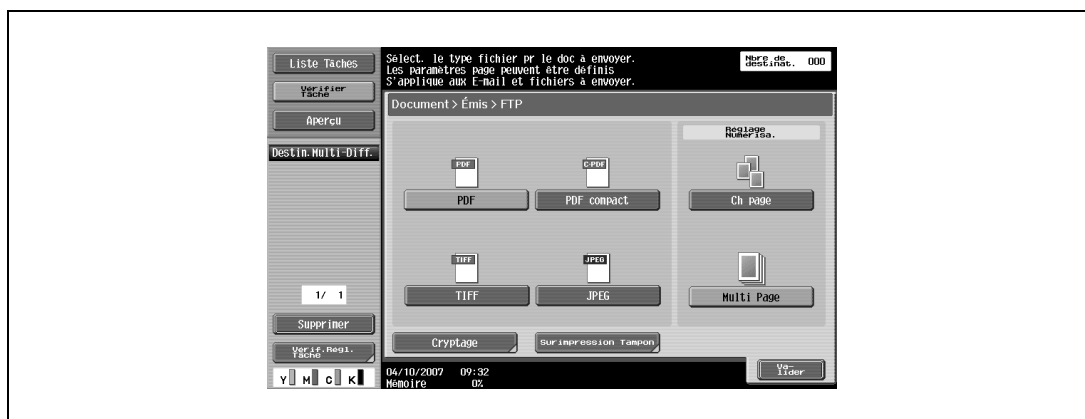 Liste Tâches
Vérifier
Tâche
Aperçu
Destin.Multi-Diff.
1/ 1
Supprimer
Vérif.Régl.
Tâche
Y M C K
Sélect. le type fichier pr le doc à envoyer.
Les paramètres page peuvent être définis
S'applique aux E-mail et fichiers à envoyer.
Nbre de
destinat. 000
Document > Émis > FTP
PDF
PDF
C-PDF
PDF compact
TIFF
TIFF
JPEG
JPEG
Réglage
Numérisa.
Ch page
Multi Page
Cryptage
Surimpression Tampon
04/10/2007 09:32
Mémoire 0%
Va-
lider